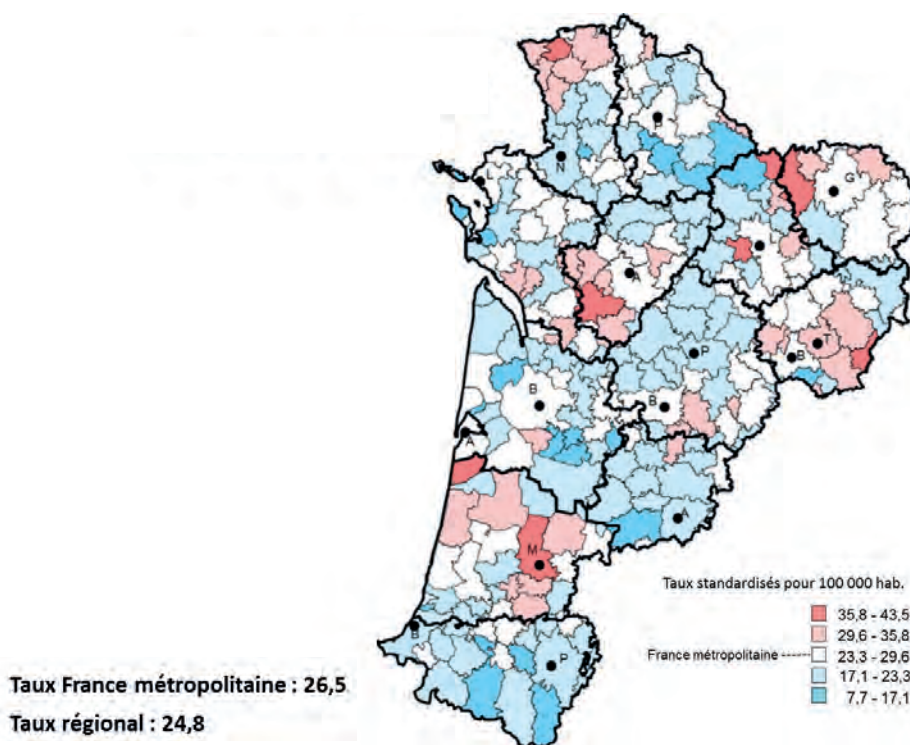 P
N
G
L
A
P
T
B
B
B
A
A
M
B
P
Taux standardisés pour 100 000 hab.
35,8 - 43,5
29,6 - 35,8
France métropolitaine ------- 23,3 - 29,6
17,1 - 23,3
7,7 - 17,1
Taux France métropolitaine : 26,5
Taux régional : 24,8